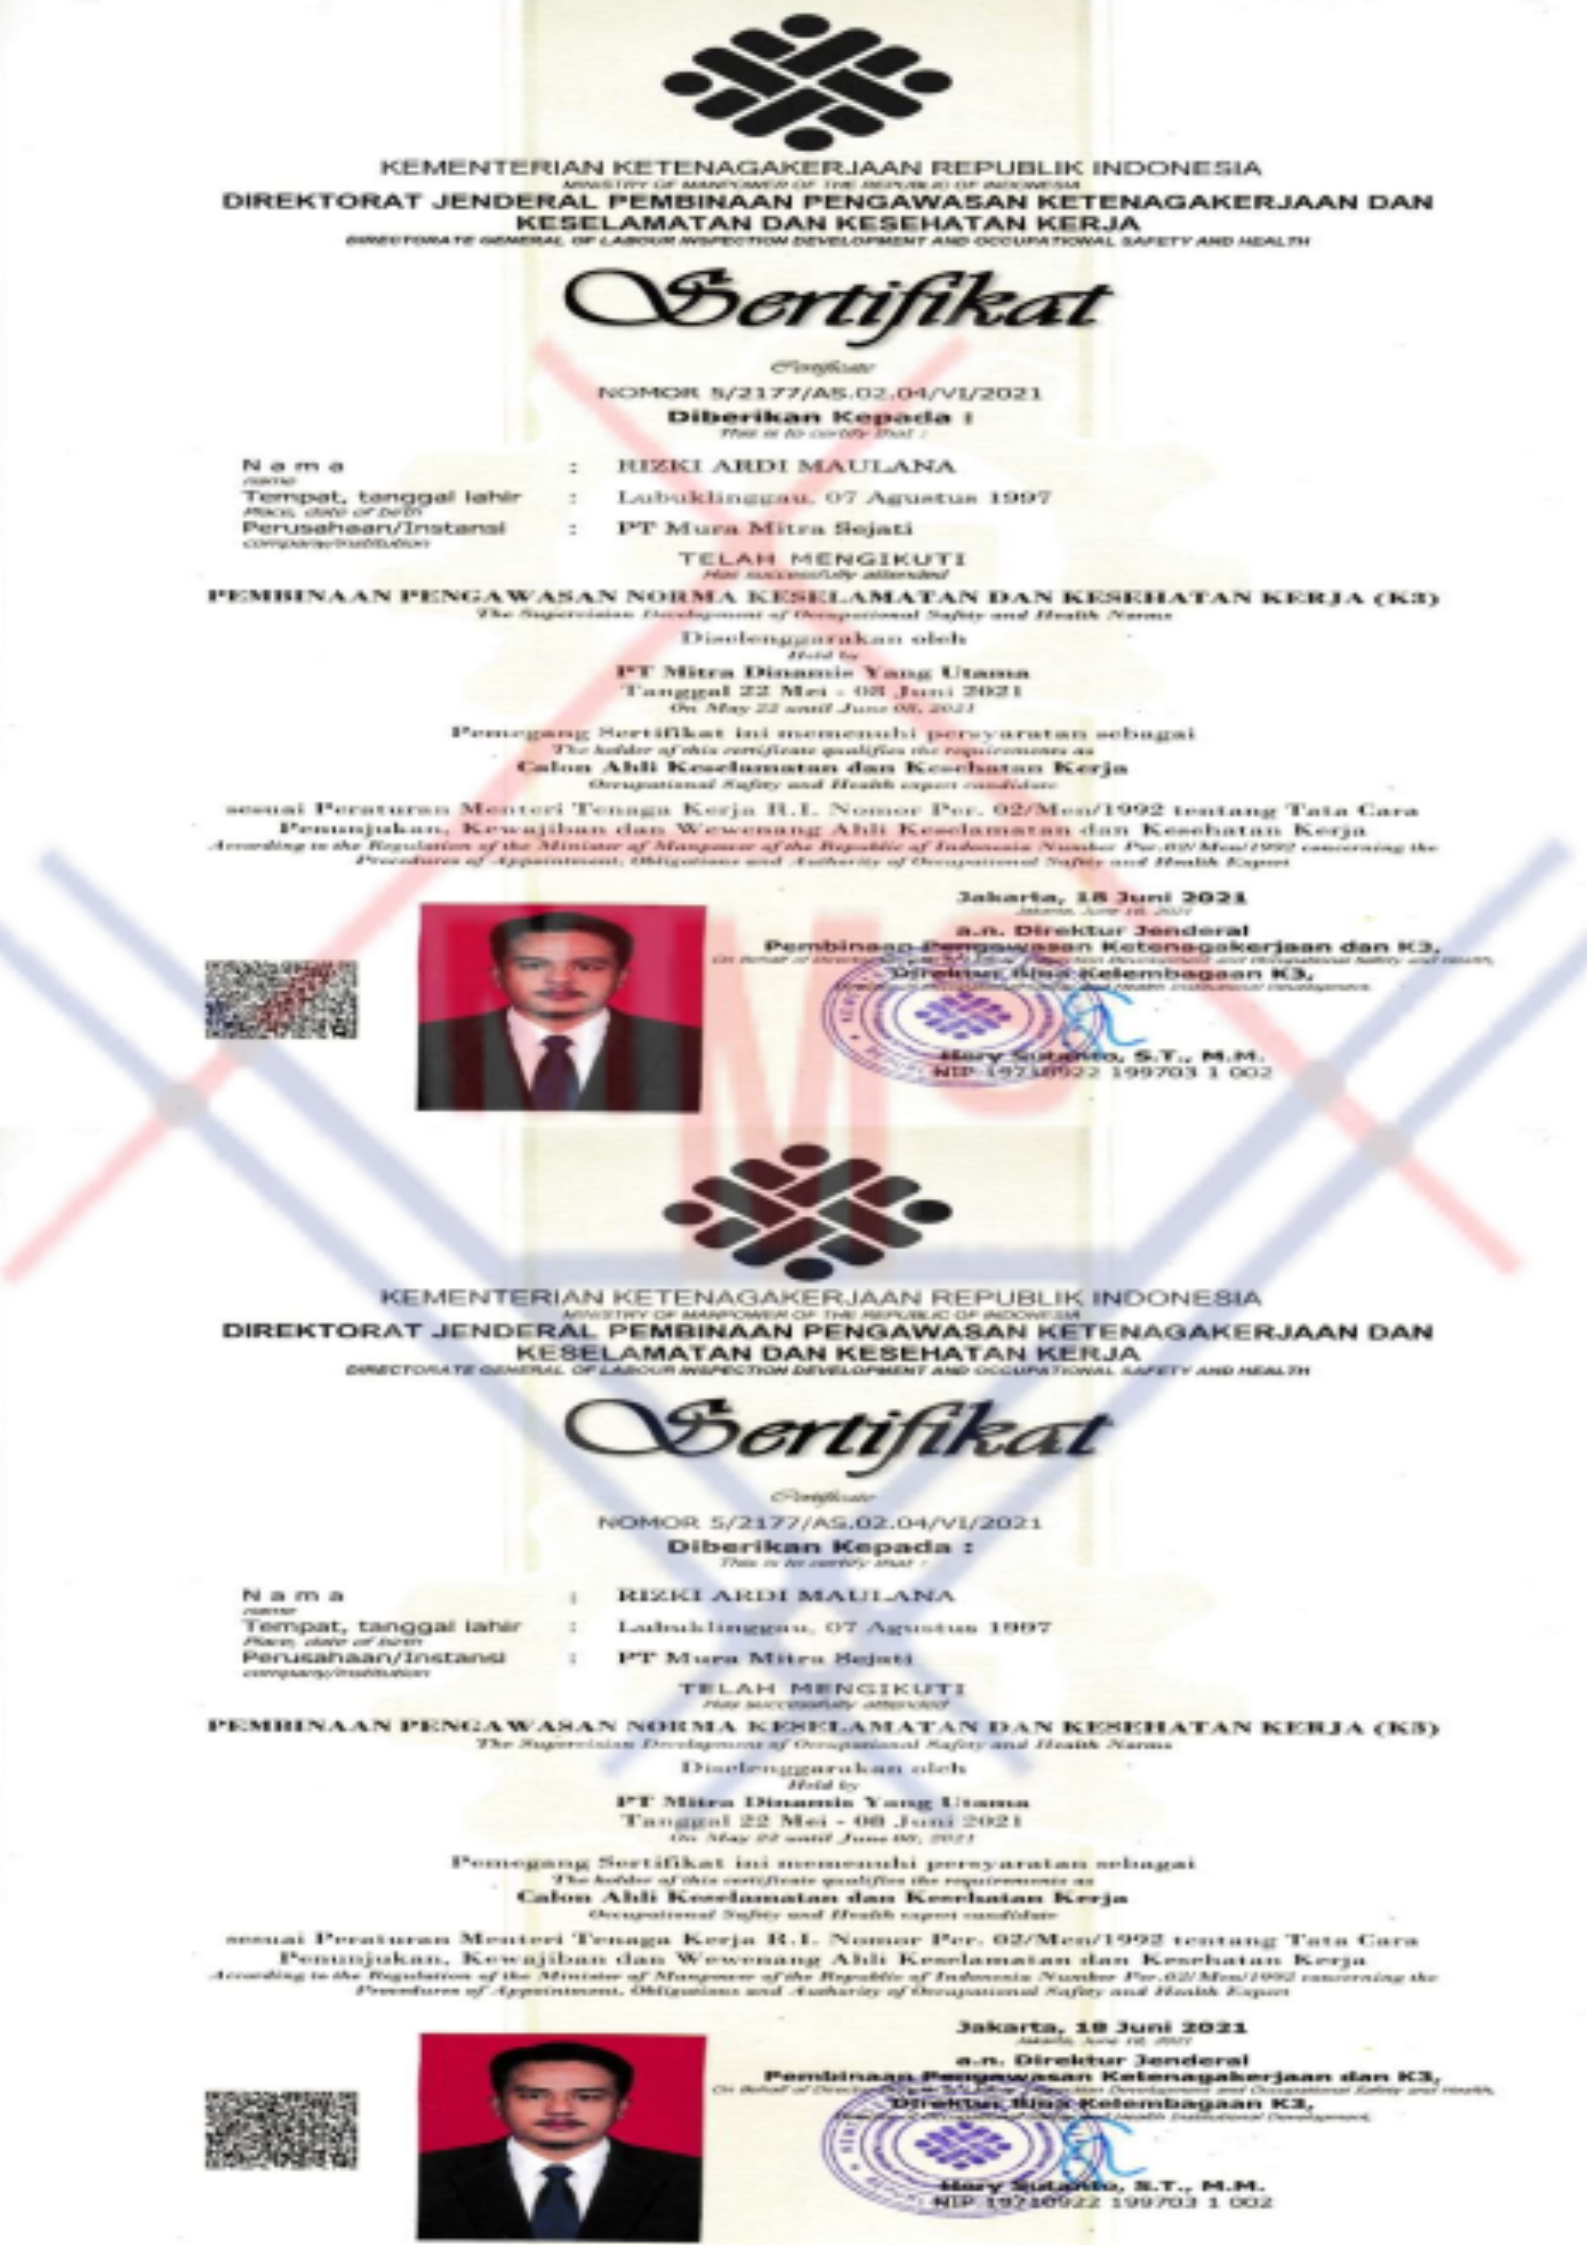 KEMENTERIAN KETENAGAKERJAAN REPUBLIK INDONESIA
MINISTRY OF MANPOWER OF THE REPUBLIC OF INDONESIA
DIREKTORAT JENDERAL PEMBINAAN PENGAWASAN KETENAGAKERJAAN DAN
KESELAMATAN DAN KESEHATAN KERJA
DIRECTORATE GENERAL OF LABOUR INSPECTION DEVELOPMENT AND OCCUPATIONAL SAFETY AND HEALTH
Sertifikat
Certificate
NOMOR 5/2177/AS.02.04/VI/2021
Diberikan Kepada :
This is to certify that :
Nama : RIZKI ARDI MAULANA
name
Tempat, tanggal lahir : Lubuklinggau, 07 Agustus 1997
Place, date of birth
Perusahaan/Instansi : PT Mura Mitra Sejati
company/institution
TELAH MENGIKUTI
Has successfully attended
PEMBINAAN PENGAWASAN NORMA KESELAMATAN DAN KESEHATAN KERJA (K3)
The Supervision Development of Occupational Safety and Health Norms
Diselenggarakan oleh
Held by
PT Mitra Dinamis Yang Utama
Tanggal 22 Mei - 08 Juni 2021
On May 22 until June 08, 2021
Pemegang Sertifikat ini memenuhi persyaratan sebagai
The holder of this certificate qualifies the requirements as
Calon Ahli Keselamatan dan Kesehatan Kerja
Occupational Safety and Health expert candidate
sesuai Peraturan Menteri Tenaga Kerja R.I. Nomor Per. 02/Men/1992 tentang Tata Cara
Penunjukan, Kewajiban dan Wewenang Ahli Keselamatan dan Kesehatan Kerja
According to the Regulation of the Minister of Manpower of the Republic of Indonesia Number Per.02/Men/1992 concerning the
Procedures of Appointment, Obligations and Authority of Occupational Safety and Health Expert
Jakarta, 18 Juni 2021
Jakarta, June 18, 2021
a.n. Direktur Jenderal
Pembinaan Pengawasan Ketenagakerjaan dan K3,
On Behalf of Development and Occupational Safety and Health,
Direktur Bina Kelembagaan K3,
Health Institutional Development,
Hery Sutanto, S.T., M.M.
NIP 19710922 199703 1 002
MMS
KEMENTERIAN KETENAGAKERJAAN REPUBLIK INDONESIA
MINISTRY OF MANPOWER OF THE REPUBLIC OF INDONESIA
DIREKTORAT JENDERAL PEMBINAAN PENGAWASAN KETENAGAKERJAAN DAN
KESELAMATAN DAN KESEHATAN KERJA
DIRECTORATE GENERAL OF LABOUR INSPECTION DEVELOPMENT AND OCCUPATIONAL SAFETY AND HEALTH
Sertifikat
Certificate
NOMOR 5/2177/AS.02.04/VI/2021
Diberikan Kepada :
This is to certify that :
Nama : RIZKI ARDI MAULANA
name
Tempat, tanggal lahir : Lubuklinggau, 07 Agustus 1997
Place, date of birth
Perusahaan/Instansi : PT Mura Mitra Sejati
company/institution
TELAH MENGIKUTI
Has successfully attended
PEMBINAAN PENGAWASAN NORMA KESELAMATAN DAN KESEHATAN KERJA (K3)
The Supervision Development of Occupational Safety and Health Norms
Diselenggarakan oleh
Held by
PT Mitra Dinamis Yang Utama
Tanggal 22 Mei - 08 Juni 2021
On May 22 until June 08, 2021
Pemegang Sertifikat ini memenuhi persyaratan sebagai
The holder of this certificate qualifies the requirements as
Calon Ahli Keselamatan dan Kesehatan Kerja
Occupational Safety and Health expert candidate
sesuai Peraturan Menteri Tenaga Kerja R.I. Nomor Per. 02/Men/1992 tentang Tata Cara
Penunjukan, Kewajiban dan Wewenang Ahli Keselamatan dan Kesehatan Kerja
According to the Regulation of the Minister of Manpower of the Republic of Indonesia Number Per.02/Men/1992 concerning the
Procedures of Appointment, Obligations and Authority of Occupational Safety and Health Expert
Jakarta, 18 Juni 2021
Jakarta, June 18, 2021
a.n. Direktur Jenderal
Pembinaan Pengawasan Ketenagakerjaan dan K3,
On Behalf of Development and Occupational Safety and Health,
Direktur Bina Kelembagaan K3,
Health Institutional Development,
Hery Sutanto, S.T., M.M.
NIP 19710922 199703 1 002